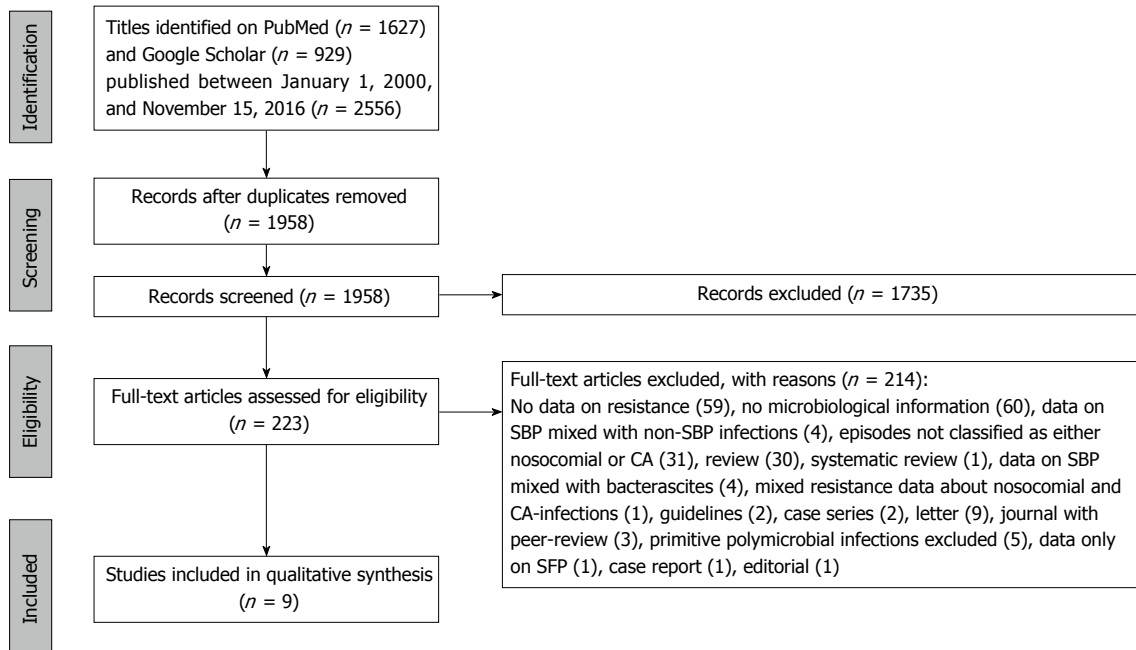 Identification
Titles identified on PubMed (n = 1627)
and Google Scholar (n = 929)
published between January 1, 2000,
and November 15, 2016 (n = 2556)
Screening
Records after duplicates removed
(n = 1958)
Records screened (n = 1958)
Records excluded (n = 1735)
Eligibility
Full-text articles assessed for eligibility
(n = 223)
Full-text articles excluded, with reasons (n = 214):
No data on resistance (59), no microbiological information (60), data on
SBP mixed with non-SBP infections (4), episodes not classified as either
nosocomial or CA (31), review (30), systematic review (1), data on SBP
mixed with bacterascites (4), mixed resistance data about nosocomial and
CA-infections (1), guidelines (2), case series (2), letter (9), journal with
peer-review (3), primitive polymicrobial infections excluded (5), data only
on SFP (1), case report (1), editorial (1)
Included
Studies included in qualitative synthesis
(n = 9)